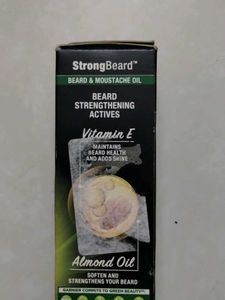 StrongBeard™
BEARD & MOUSTACHE OIL
BEARD
STRENGTHENING
ACTIVES
Vitamin E
MAINTAINS
BEARD HEALTH
AND ADDS SHINE
Almond Oil
SOFTEN AND
STRENGTHENS YOUR BEARD
GARNIER COMMITS TO GREEN BEAUTY